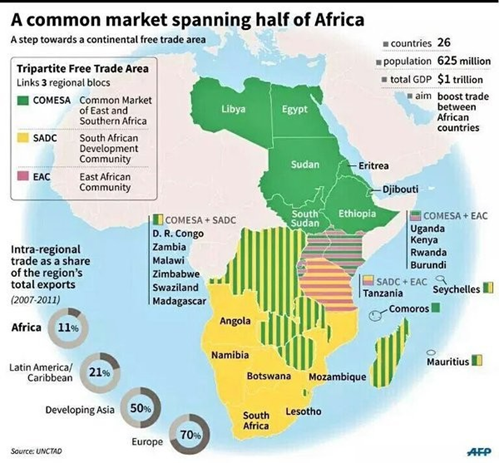 A common market spanning half of Africa
A step towards a continental free trade area
countries 26
population 625 million
total GDP $1 trillion
aim boost trade
between
African
countries
Tripartite Free Trade Area
Links 3 regional blocs
COMESA Common Market
of East and
Southern Africa
SADC South African
Development
Community
EAC East African
Community
Libya
Egypt
Sudan
Eritrea
Djibouti
South
Sudan
Ethiopia
COMESA + SADC
D. R. Congo
Zambia
Malawi
Zimbabwe
Swaziland
Madagascar
COMESA + EAC
Uganda
Kenya
Rwanda
Burundi
SADC + EAC
Tanzania
Seychelles
Comoros
Mauritius
Angola
Namibia
Botswana
Mozambique
South
Africa
Lesotho
Intra-regional
trade as a share
of the region's
total exports
(2007-2011)
Africa 11%
Latin America/
Caribbean
21%
Developing Asia 50%
Europe 70%
Source: UNCTAD
AFP